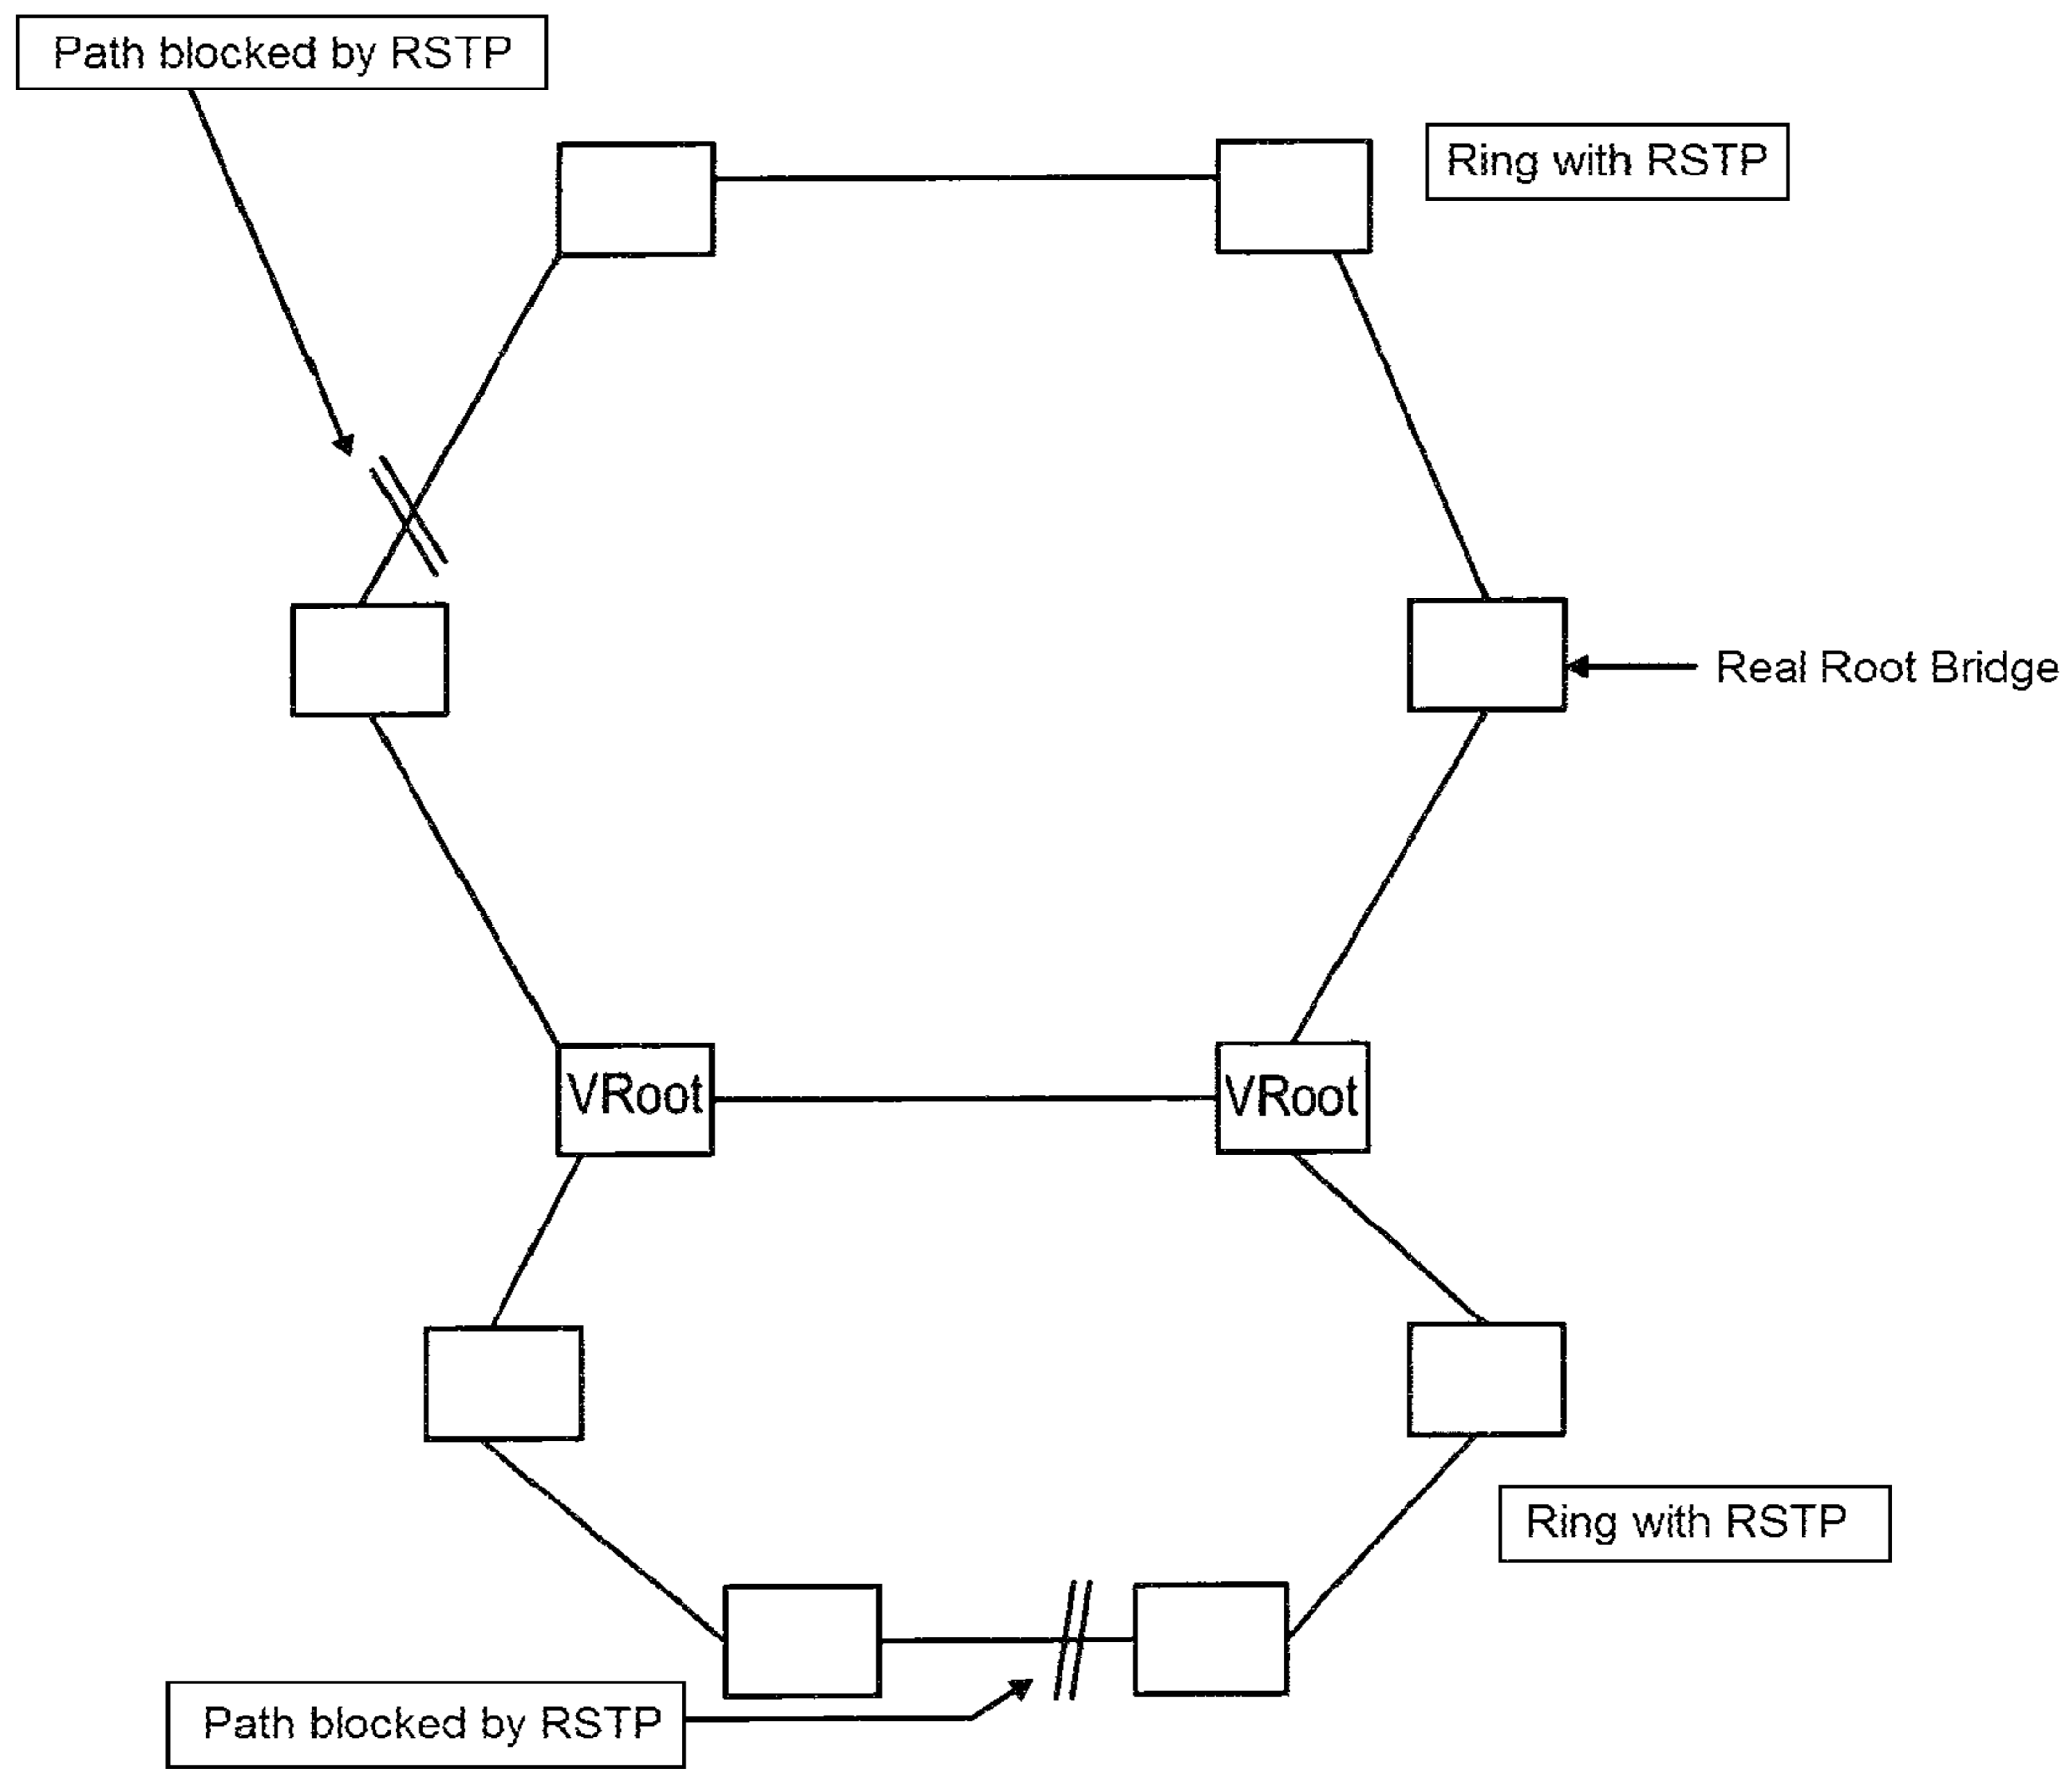 Path blocked by RSTP
Ring with RSTP
Real Root Bridge
VRoot
VRoot
Ring with RSTP
Path blocked by RSTP